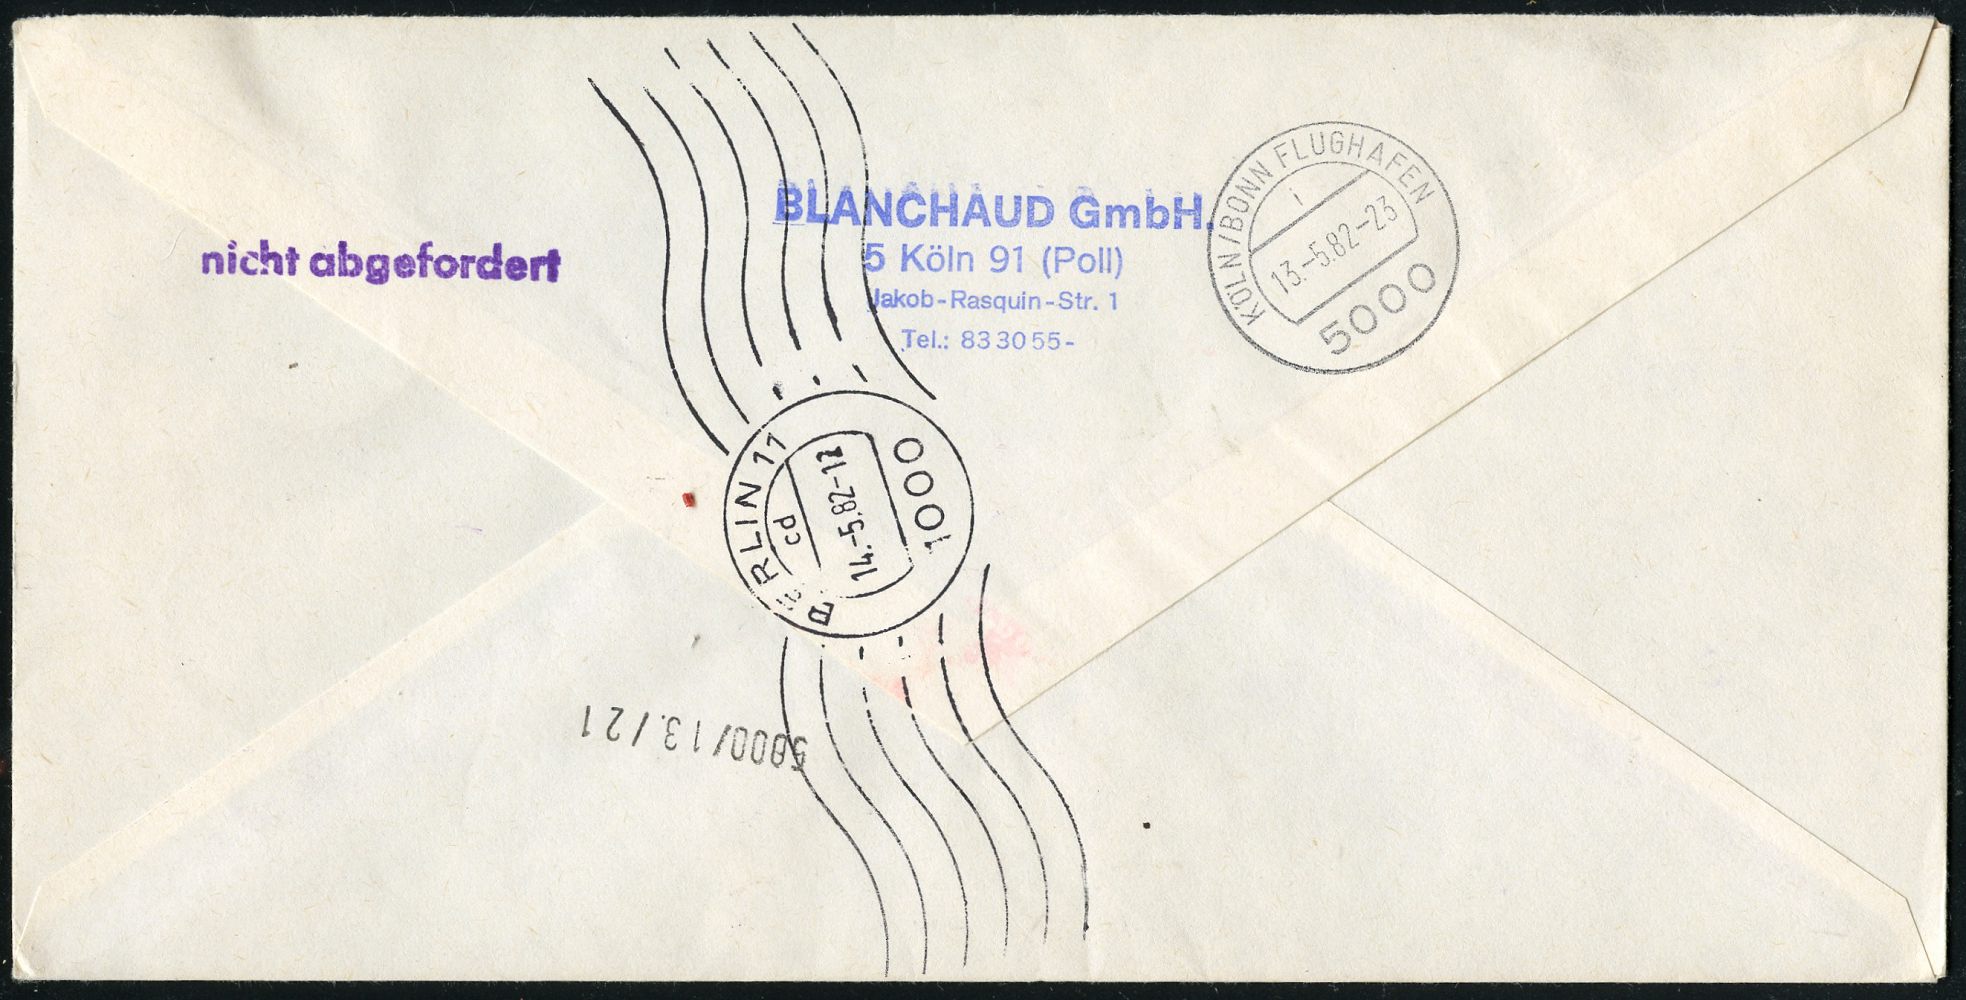 nicht abgefordert
BLANCHAUD GmbH.
5 Köln 91 (Poll)
Jakob-Rasquin-Str. 1
Tel.: 83 30 55-
KÖLN/BONN FLUGHAFEN
i
13.-5.82-23
5000
BERLIN 11
cd
14.-5.82-12
1000
5000/13./21